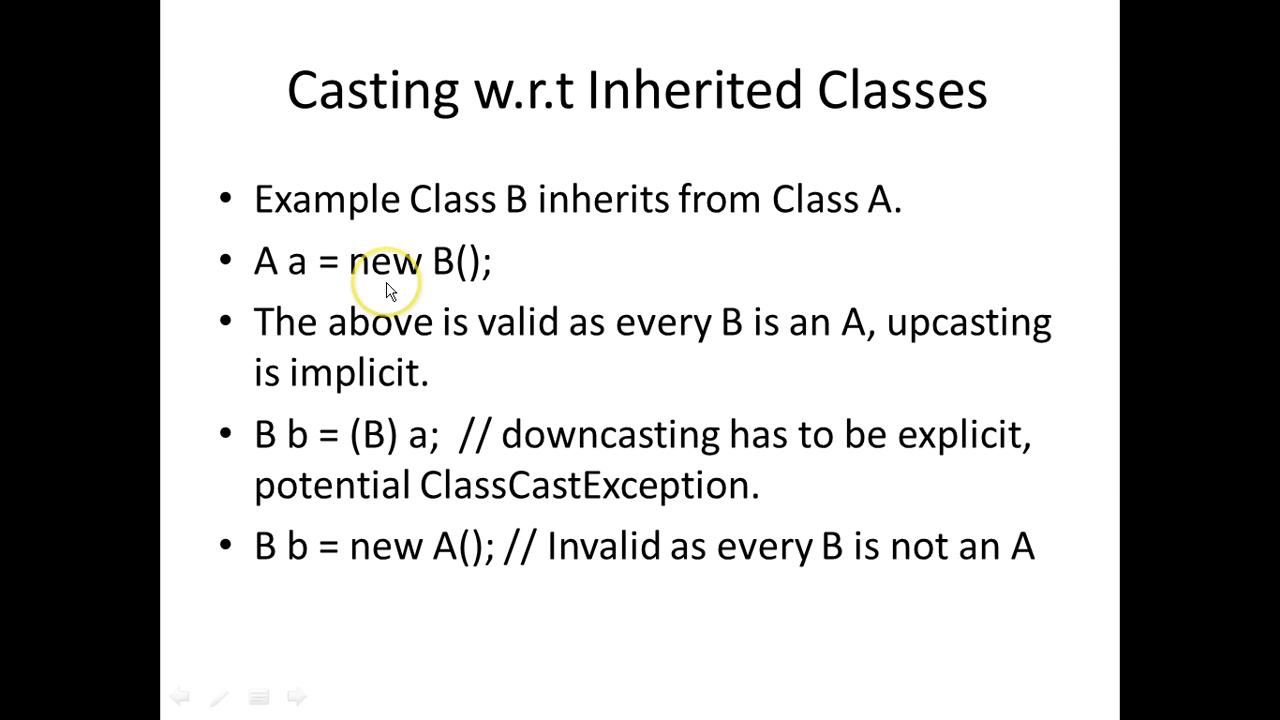 Casting w.r.t Inherited Classes
• Example Class B inherits from Class A.
• A a = new B();
• The above is valid as every B is an A, upcasting
is implicit.
• B b = (B) a;  // downcasting has to be explicit,
potential ClassCastException.
• B b = new A(); // Invalid as every B is not an A